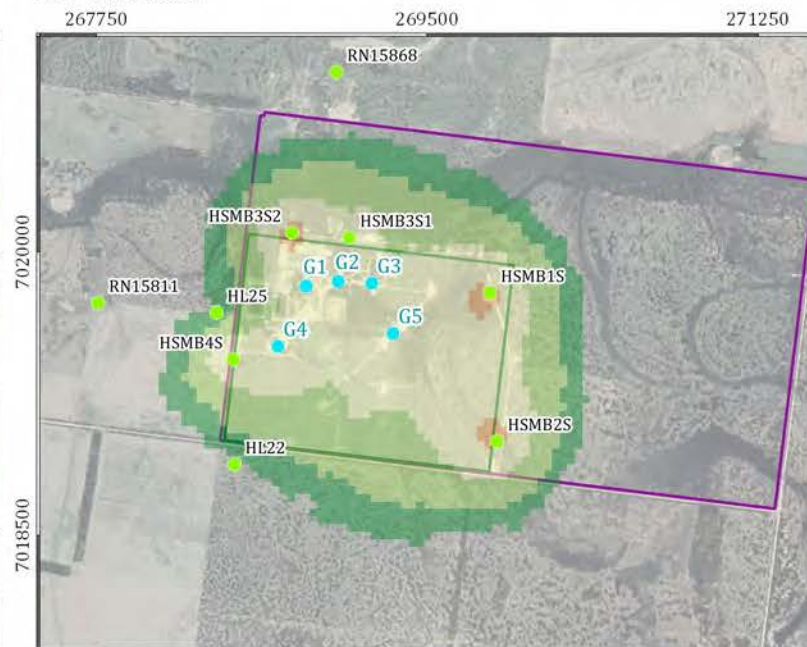 267750 269500 271250
RN15868
HSMB3S2
HSMB3S1
7020000
G1 G2 G3
HSMB1S
RN15811
HL25
G4 G5
HSMB4S
HSMB2S
HL22
7018500